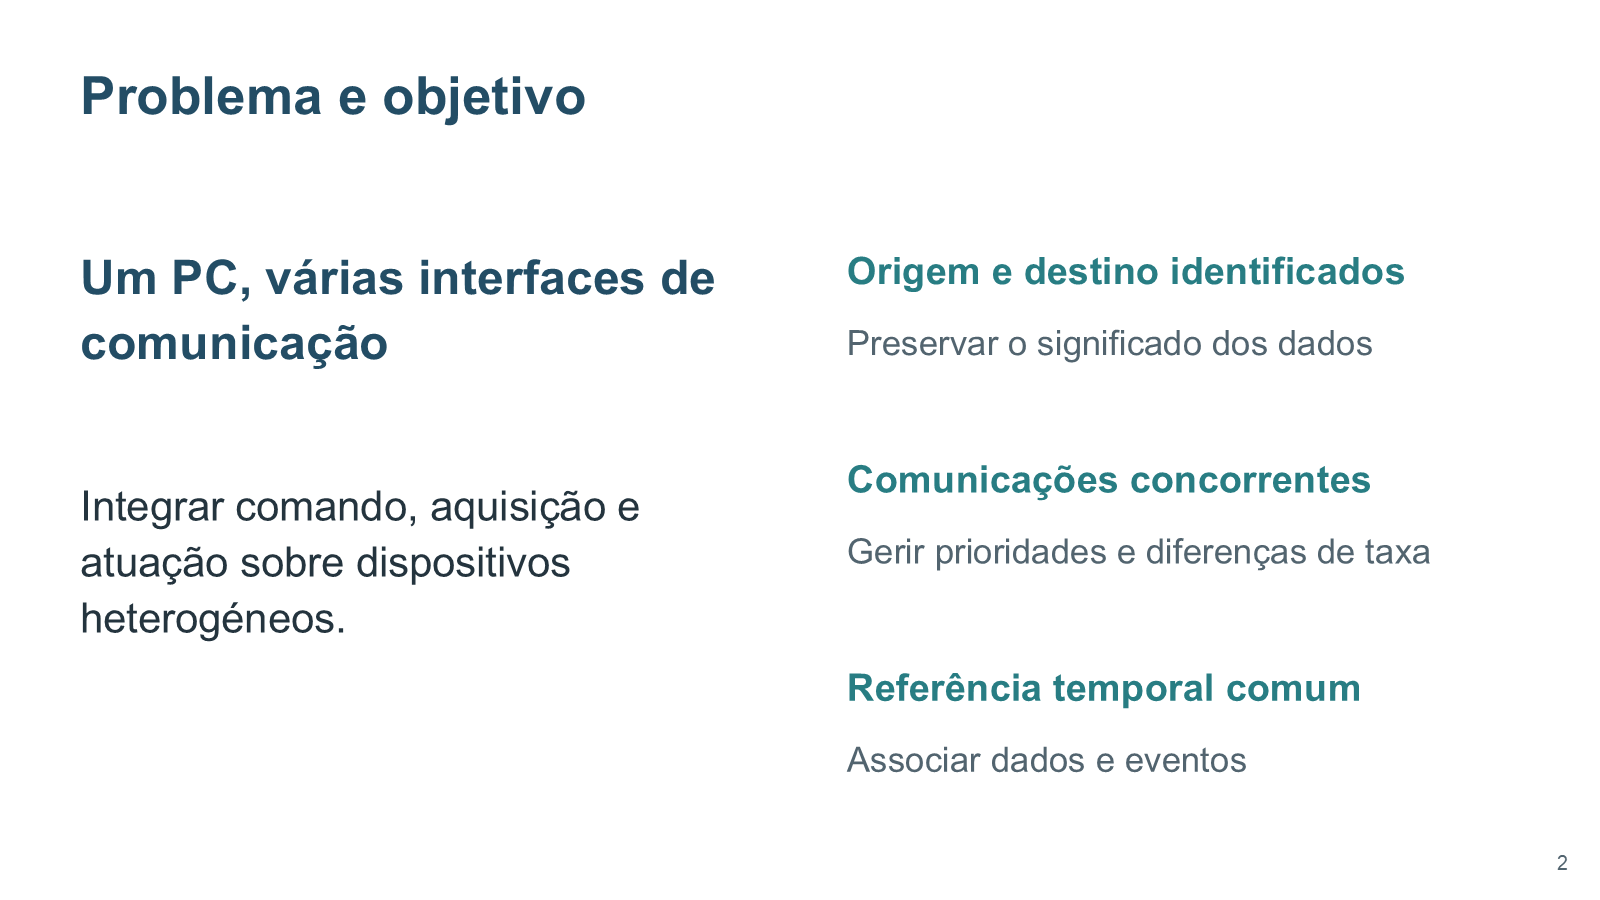 Problema e objetivo
Um PC, várias interfaces de
comunicação
Integrar comando, aquisição e
atuação sobre dispositivos
heterogéneos.
Origem e destino identificados
Preservar o significado dos dados
Comunicações concorrentes
Gerir prioridades e diferenças de taxa
Referência temporal comum
Associar dados e eventos
2